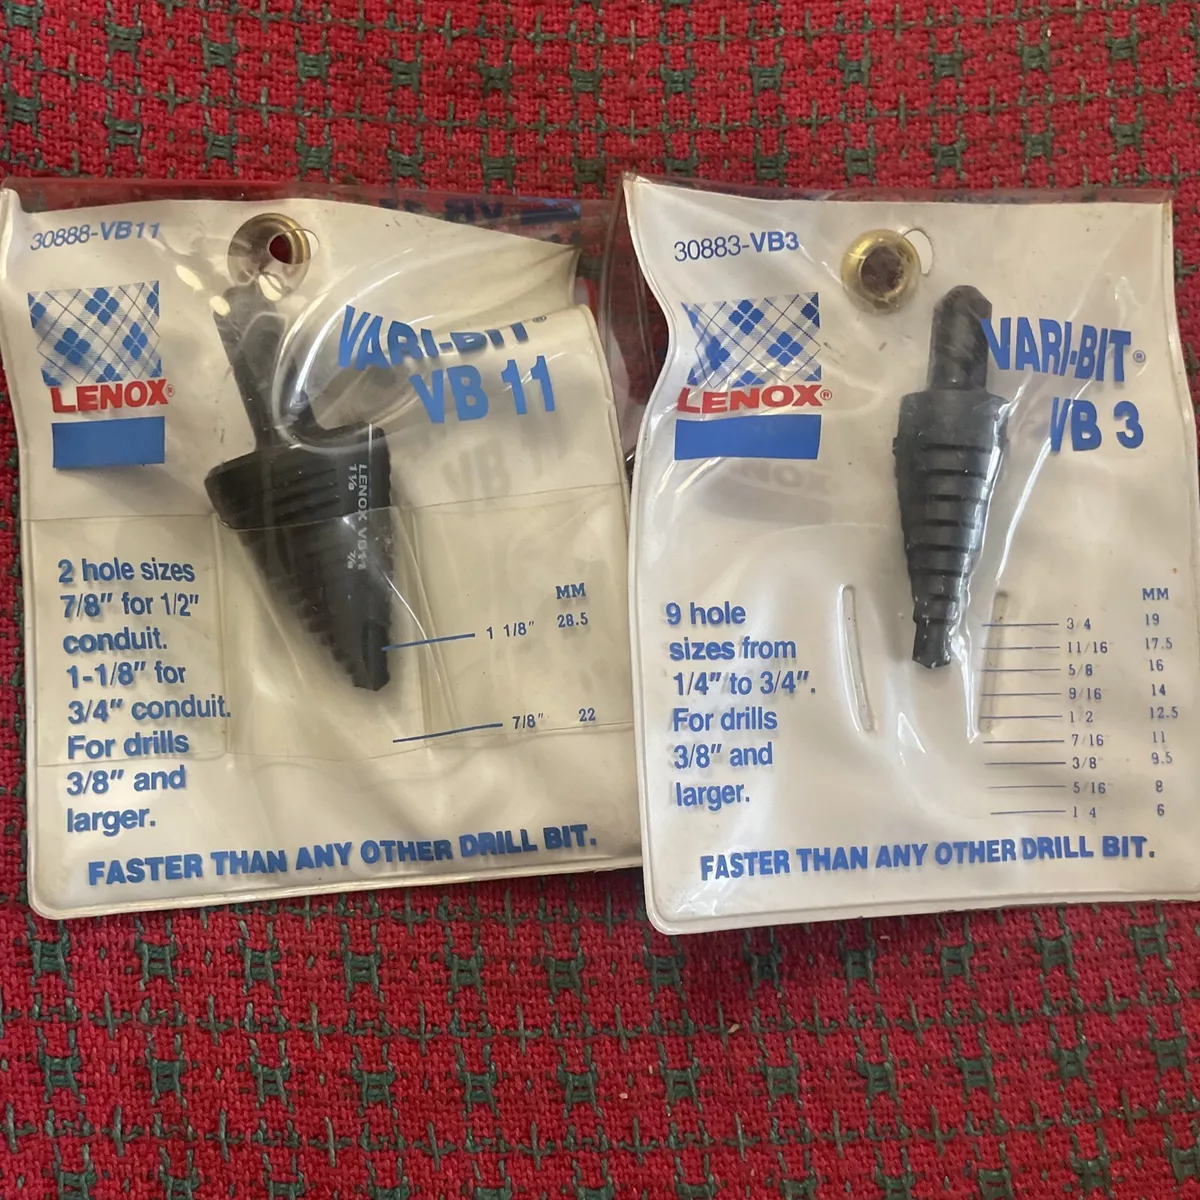 30888-VB11
LENOX®
VARI-BIT®
VB 11
LENOX VB11
1 1/8
7/8
2 hole sizes
7/8" for 1/2"
conduit.
1-1/8" for
3/4" conduit.
For drills
3/8" and
larger.
MM
1 1/8" 28.5
7/8" 22
FASTER THAN ANY OTHER DRILL BIT.
30883-VB3
LENOX®
VARI-BIT®
VB 3
9 hole
sizes from
1/4" to 3/4".
For drills
3/8" and
larger.
MM
3/4 19
11/16" 17.5
5/8" 16
9/16" 14
1/2 12.5
7/16" 11
3/8" 9.5
5/16" 8
1/4 6
FASTER THAN ANY OTHER DRILL BIT.